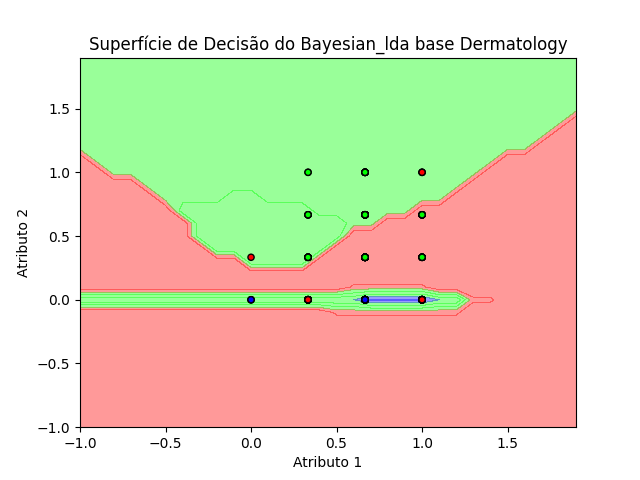 Superfície de Decisão do Bayesian_lda base Dermatology
1.5
1.0
0.5
0.0
−0.5
−1.0
Atributo 2
−1.0 −0.5 0.0 0.5 1.0 1.5
Atributo 1